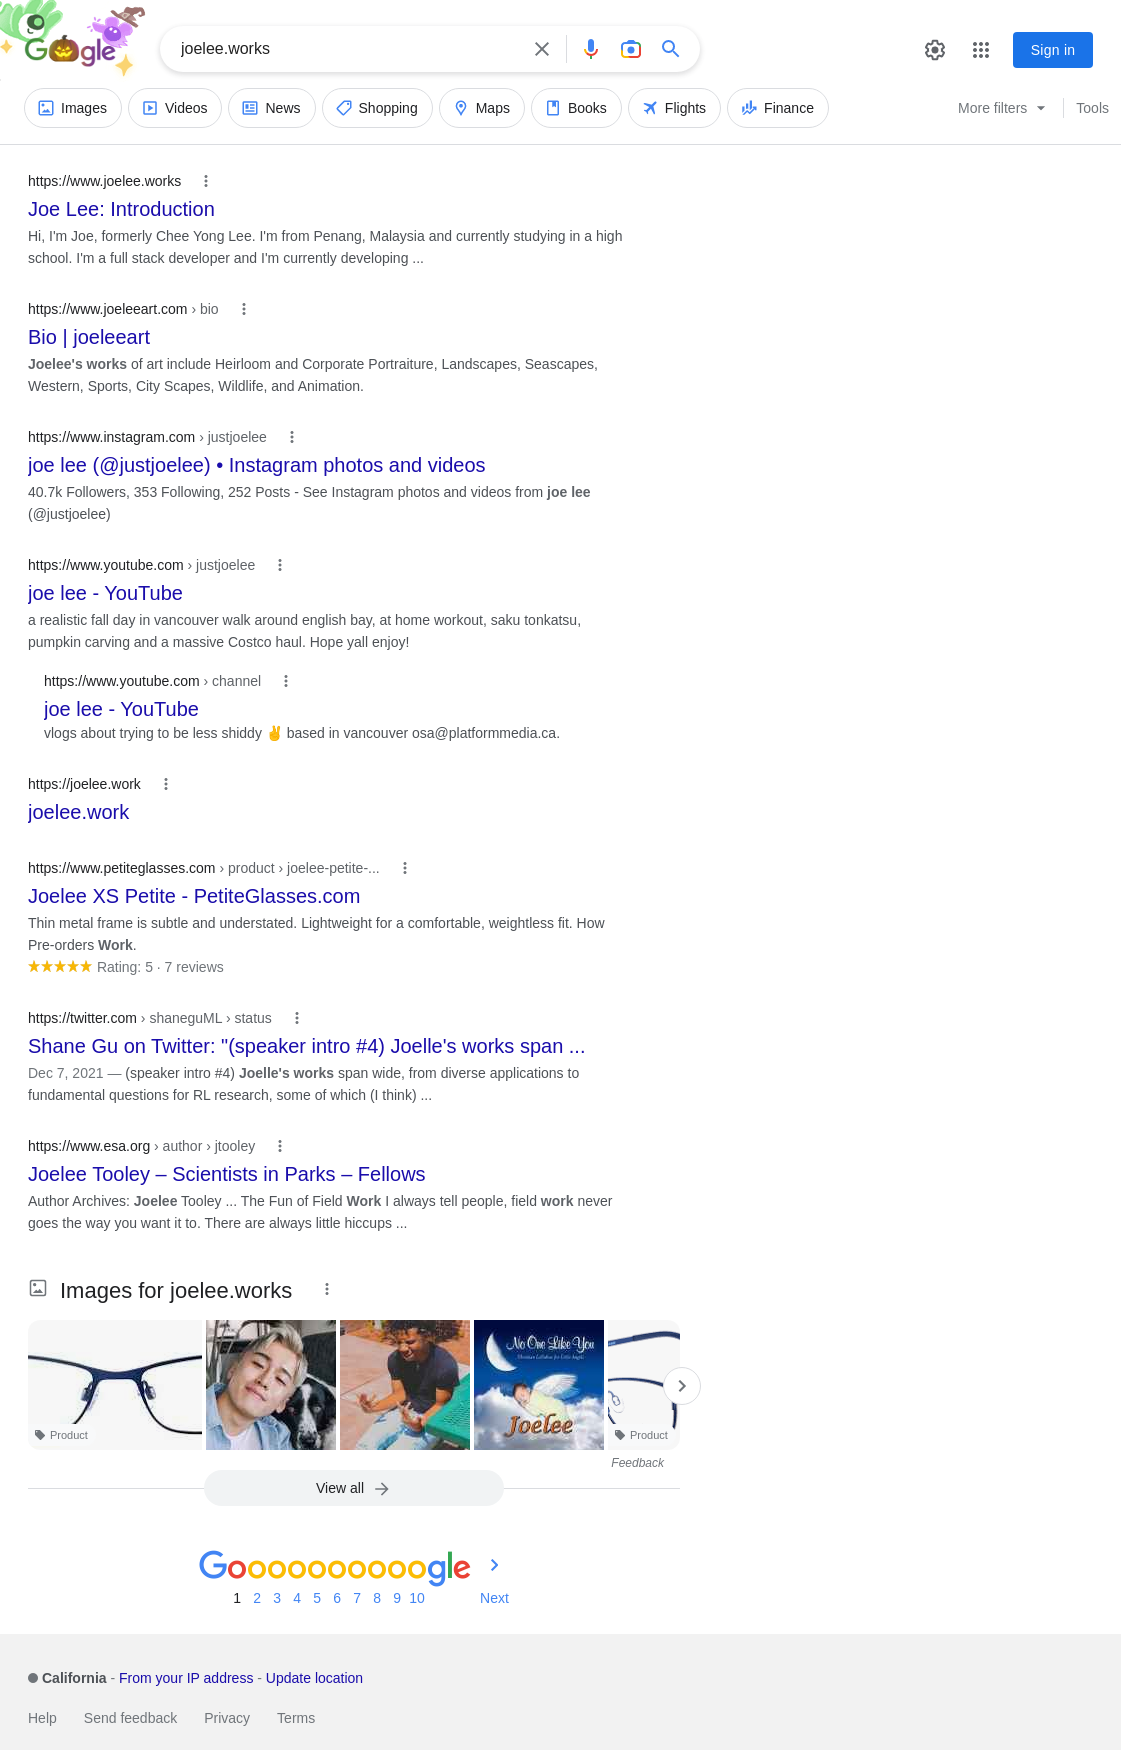 Google
joelee.works
Sign in
Images
Videos
News
Shopping
Maps
Books
Flights
Finance
More filters
Tools
https://www.joelee.works
Joe Lee: Introduction
Hi, I'm Joe, formerly Chee Yong Lee. I'm from Penang, Malaysia and currently studying in a high
school. I'm a full stack developer and I'm currently developing ...
https://www.joeleeart.com › bio
Bio | joeleeart
Joelee's works of art include Heirloom and Corporate Portraiture, Landscapes, Seascapes,
Western, Sports, City Scapes, Wildlife, and Animation.
https://www.instagram.com › justjoelee
joe lee (@justjoelee) • Instagram photos and videos
40.7k Followers, 353 Following, 252 Posts - See Instagram photos and videos from joe lee
(@justjoelee)
https://www.youtube.com › justjoelee
joe lee - YouTube
a realistic fall day in vancouver walk around english bay, at home workout, saku tonkatsu,
pumpkin carving and a massive Costco haul. Hope yall enjoy!
https://www.youtube.com › channel
joe lee - YouTube
vlogs about trying to be less shiddy ✌ based in vancouver osa@platformmedia.ca.
https://joelee.work
joelee.work
https://www.petiteglasses.com › product › joelee-petite-...
Joelee XS Petite - PetiteGlasses.com
Thin metal frame is subtle and understated. Lightweight for a comfortable, weightless fit. How
Pre-orders Work.
Rating: 5 · 7 reviews
https://twitter.com › shaneguML › status
Shane Gu on Twitter: "(speaker intro #4) Joelle's works span ...
Dec 7, 2021 — (speaker intro #4) Joelle's works span wide, from diverse applications to
fundamental questions for RL research, some of which (I think) ...
https://www.esa.org › author › jtooley
Joelee Tooley – Scientists in Parks – Fellows
Author Archives: Joelee Tooley ... The Fun of Field Work I always tell people, field work never
goes the way you want it to. There are always little hiccups ...
Images for joelee.works
No One Like You
Christian Lullabies for Little Angels
Joelee
Product
Product
Feedback
View all
Goooooooooogle
1 2 3 4 5 6 7 8 9 10 Next
California - From your IP address - Update location
Help Send feedback Privacy Terms